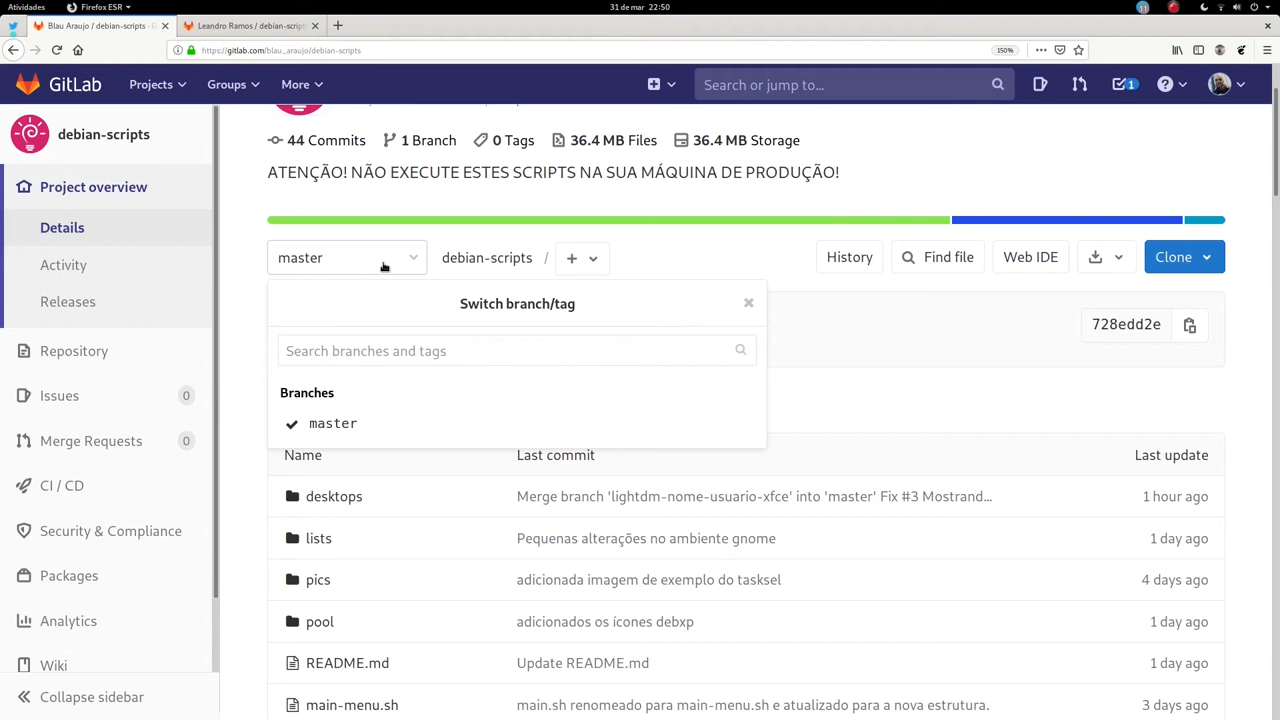 Atividades
Firefox ESR
31 de mar 22:50
Blau Araujo / debian-scripts · G
Leandro Ramos / debian-scripts
https://gitlab.com/blau_araujo/debian-scripts
150%
GitLab
Projects
Groups
More
Search or jump to...
1
debian-scripts
Project overview
Details
Activity
Releases
Repository
Issues
0
Merge Requests
0
CI / CD
Security & Compliance
Packages
Analytics
Wiki
Collapse sidebar
44 Commits
1 Branch
0 Tags
36.4 MB Files
36.4 MB Storage
ATENÇÃO! NÃO EXECUTE ESTES SCRIPTS NA SUA MÁQUINA DE PRODUÇÃO!
master
debian-scripts /
History
Find file
Web IDE
Clone
Switch branch/tag
Search branches and tags
Branches
master
728edd2e
Name
Last commit
Last update
desktops
Merge branch 'lightdm-nome-usuario-xfce' into 'master' Fix #3 Mostrand...
1 hour ago
lists
Pequenas alterações no ambiente gnome
1 day ago
pics
adicionada imagem de exemplo do tasksel
4 days ago
pool
adicionados os ícones debxp
1 day ago
README.md
Update README.md
1 day ago
main-menu.sh
main.sh renomeado para main-menu.sh e atualizado para a nova estrutura.
3 days ago